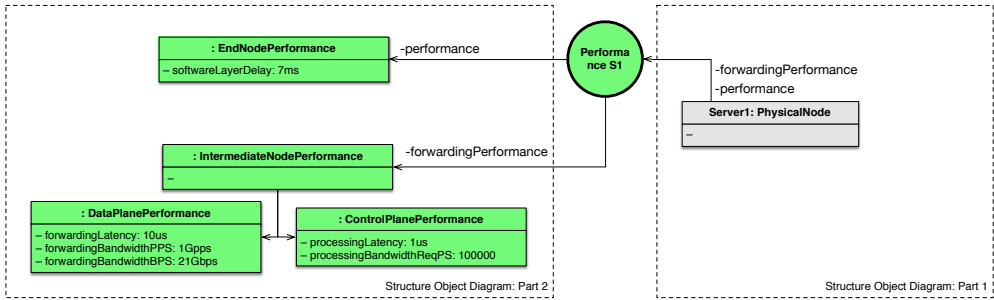 : EndNodePerformance
– softwareLayerDelay: 7ms
-performance
Performa
nce S1
-forwardingPerformance
-performance
Server1: PhysicalNode
–
: IntermediateNodePerformance
–
-forwardingPerformance
: DataPlanePerformance
– forwardingLatency: 10us
– forwardingBandwidthPPS: 1Gpps
– forwardingBandwidthBPS: 21Gbps
: ControlPlanePerformance
– processingLatency: 1us
– processingBandwidthReqPS: 100000
Structure Object Diagram: Part 2
Structure Object Diagram: Part 1